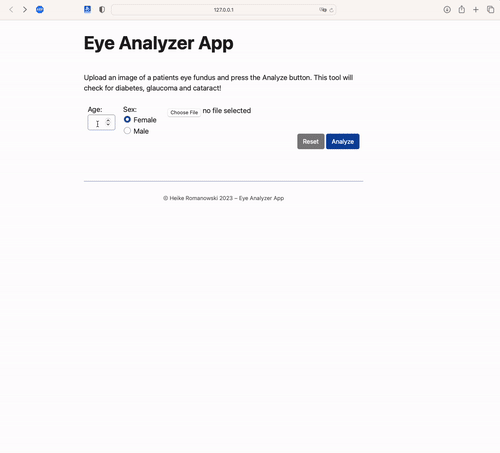 127.0.0.1
Eye Analyzer App
Upload an image of a patients eye fundus and press the Analyze button. This tool will
check for diabetes, glaucoma and cataract!
Age:
Sex:
Female
Male
Choose File no file selected
Reset Analyze
© Heike Romanowski 2023 – Eye Analyzer App